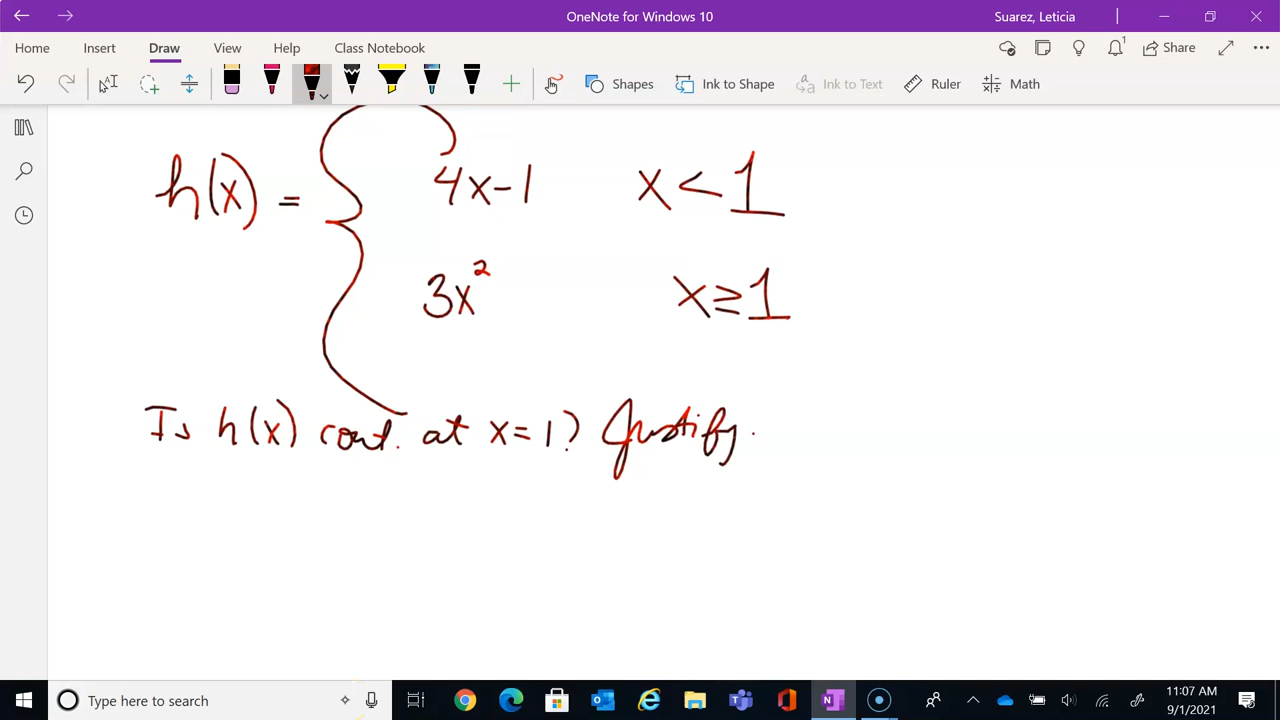 OneNote for Windows 10
Suarez, Leticia
Home Insert Draw View Help Class Notebook
1 Share
Shapes Ink to Shape Ink to Text Ruler Math
h(x) = { 4x-1 x < 1
3x² x ≥ 1
Is h(x) cont. at x=1? Justify.
Type here to search
11:07 AM
9/1/2021